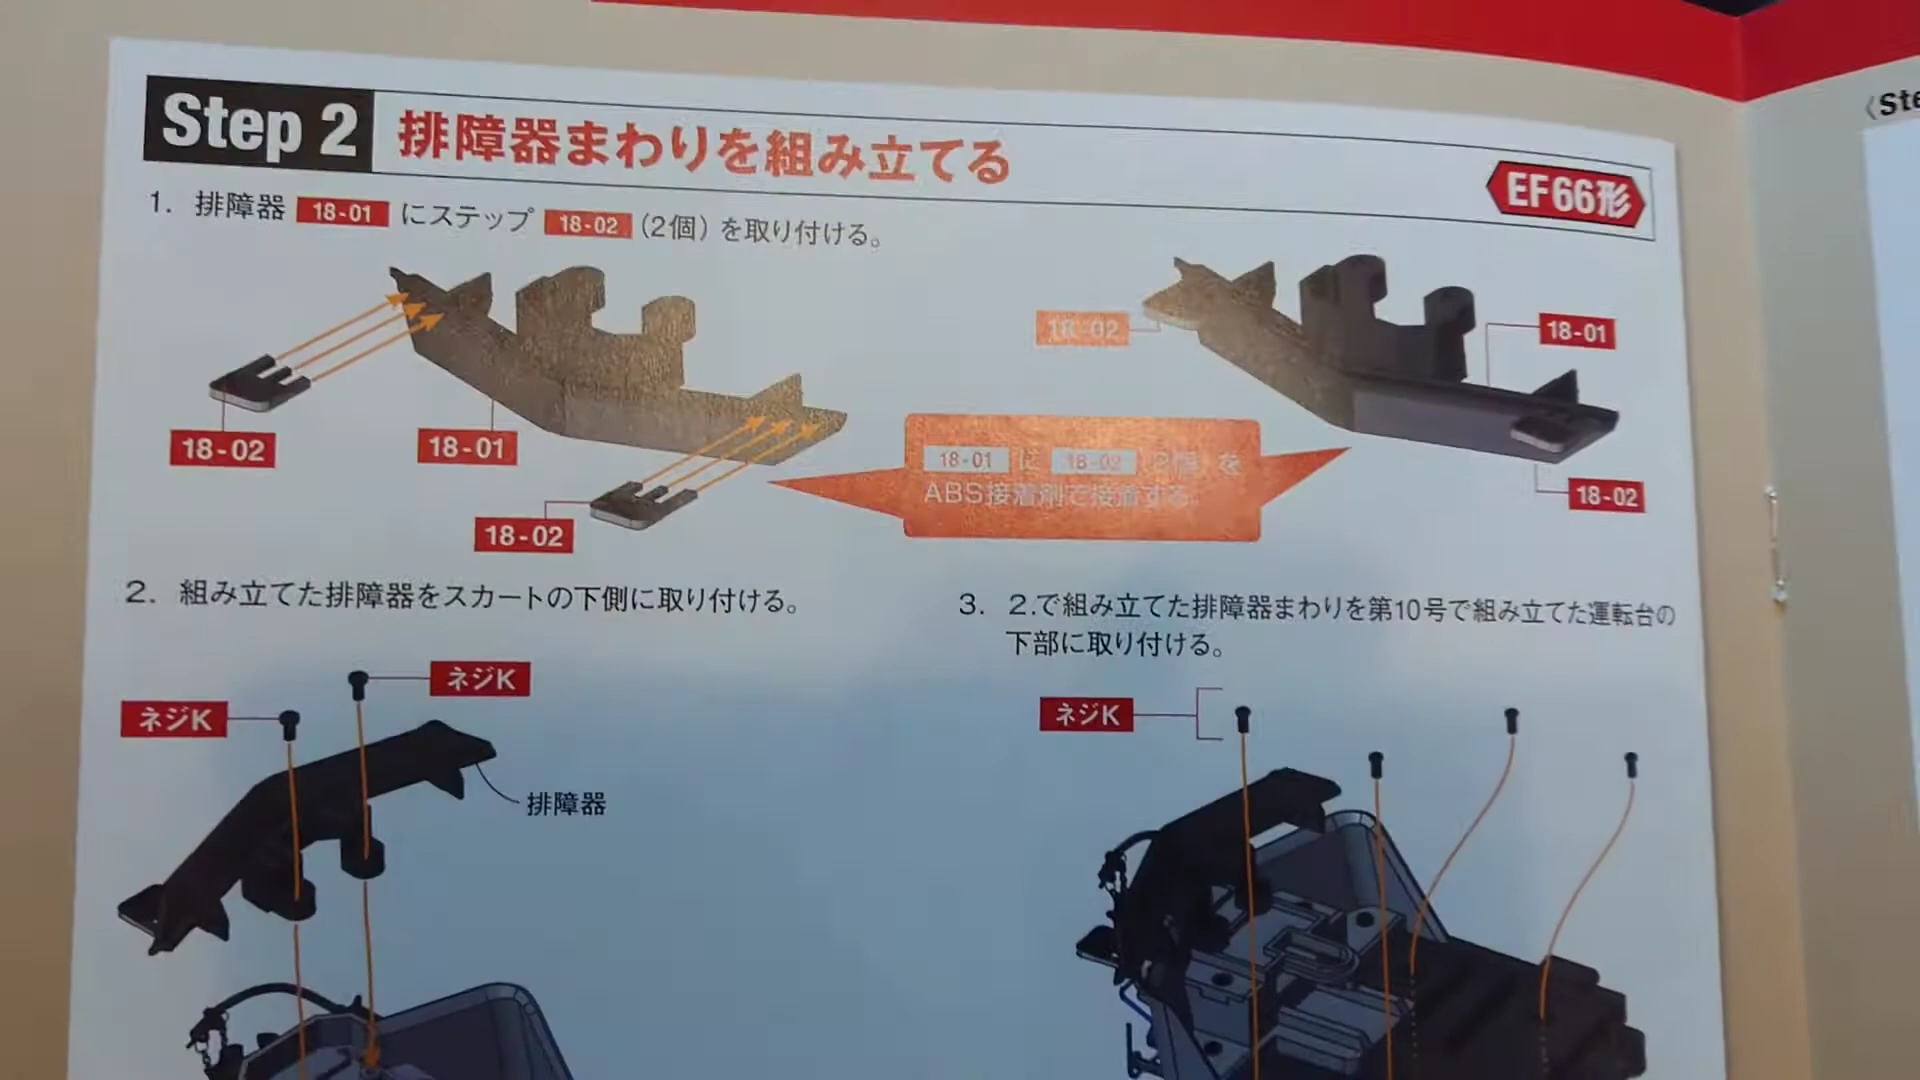 Step 2 排障器まわりを組み立てる
EF66形
〈Ste
1. 排障器 18-01 にステップ 18-02 (2個) を取り付ける。
18-02
18-01
18-02
18-02
18-01
18-02
18-01 に 18-02 (2個) を
ABS接着剤で接着する。
2. 組み立てた排障器をスカートの下側に取り付ける。
ネジK
ネジK
排障器
3. 2.で組み立てた排障器まわりを第10号で組み立てた運転台の
下部に取り付ける。
ネジK